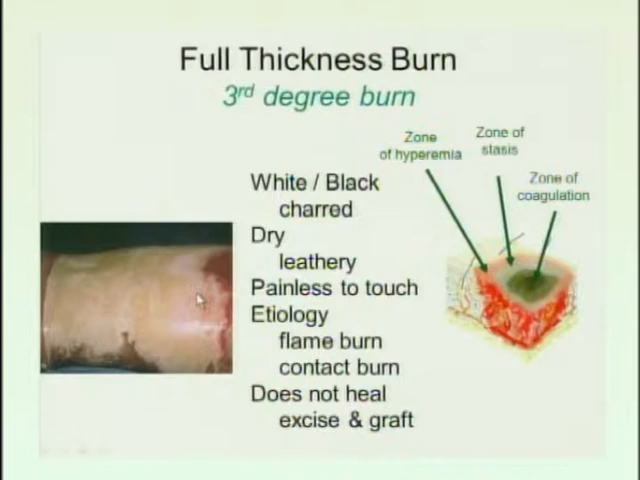 Full Thickness Burn
3rd degree burn
Zone
of hyperemia
Zone of
stasis
Zone of
coagulation
White / Black
charred
Dry
leathery
Painless to touch
Etiology
flame burn
contact burn
Does not heal
excise & graft